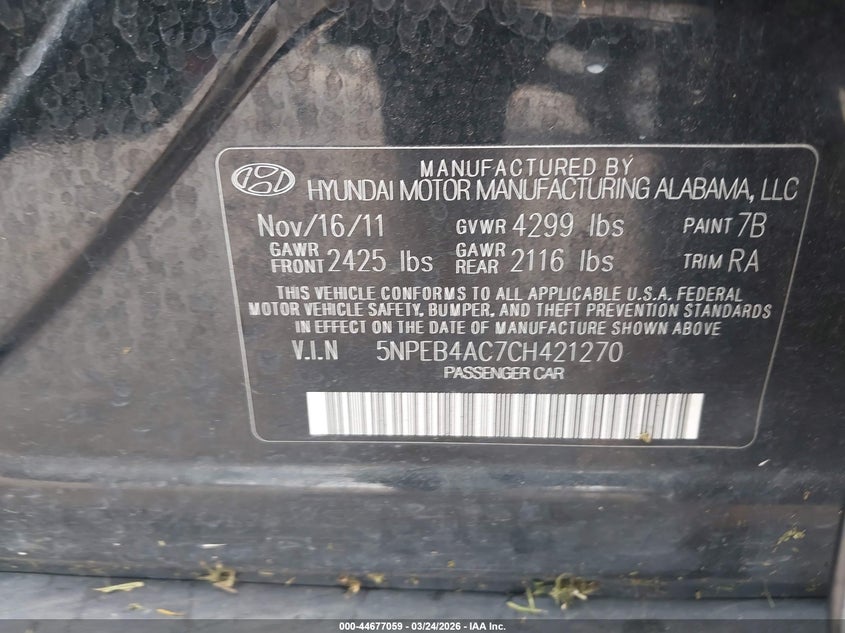 MANUFACTURED BY
HYUNDAI MOTOR MANUFACTURING ALABAMA, LLC
Nov/16/11 GVWR 4299 lbs PAINT 7B
GAWR FRONT 2425 lbs GAWR REAR 2116 lbs TRIM RA
THIS VEHICLE CONFORMS TO ALL APPLICABLE U.S.A. FEDERAL
MOTOR VEHICLE SAFETY, BUMPER, AND THEFT PREVENTION STANDARDS
IN EFFECT ON THE DATE OF MANUFACTURE SHOWN ABOVE
V.I.N 5NPEB4AC7CH421270
PASSENGER CAR
000-44677059 - 03/24/2026 - IAA Inc.